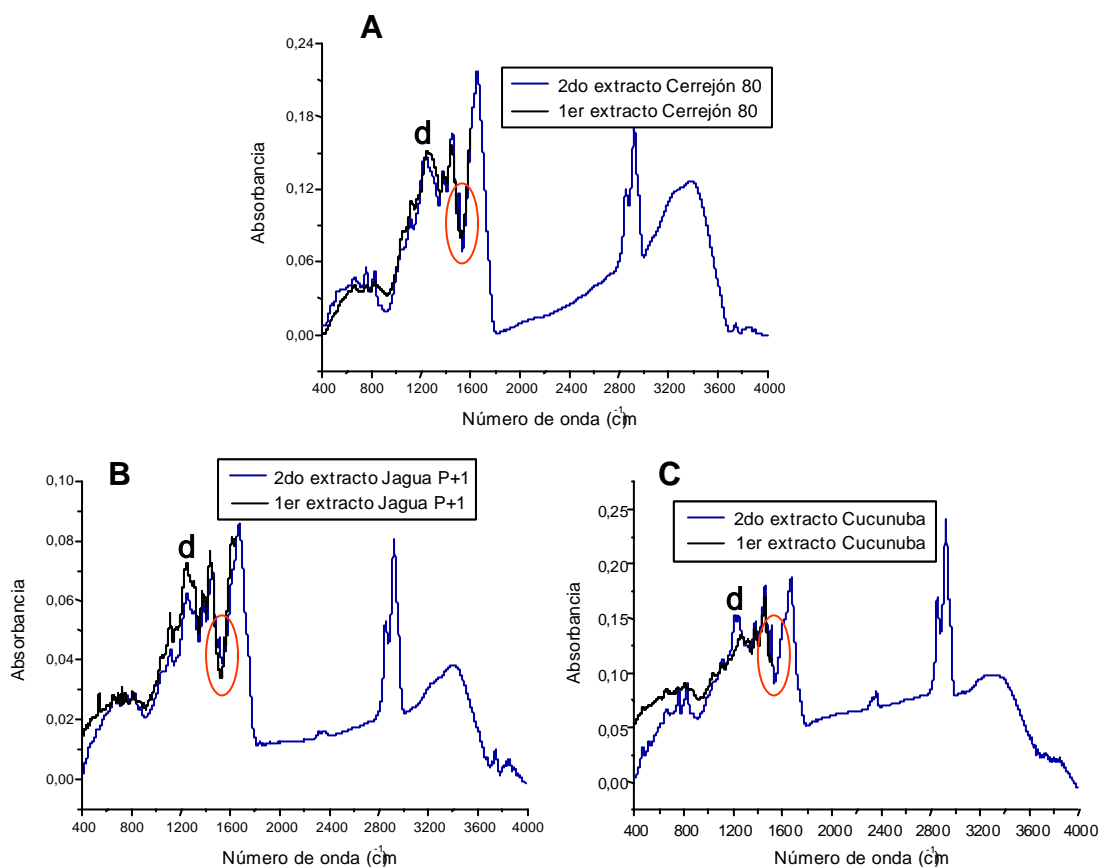 A
0,24
0,18
0,12
0,06
0,00
Absorbancia
2do extracto Cerrejón 80
1er extracto Cerrejón 80
d
400 800 1200 1600 2000 2400 2800 3200 3600 4000
Número de onda (cm-1)
B
0,10
0,08
0,06
0,04
0,02
0,00
Absorbancia
2do extracto Jagua P+1
1er extracto Jagua P+1
d
400 800 1200 1600 2000 2400 2800 3200 3600 4000
Número de onda (cm-1)
C
0,25
0,20
0,15
0,10
0,05
0,00
Absorbancia
2do extracto Cucunuba
1er extracto Cucunuba
d
400 800 1200 1600 2000 2400 2800 3200 3600 4000
Número de onda (cm-1)